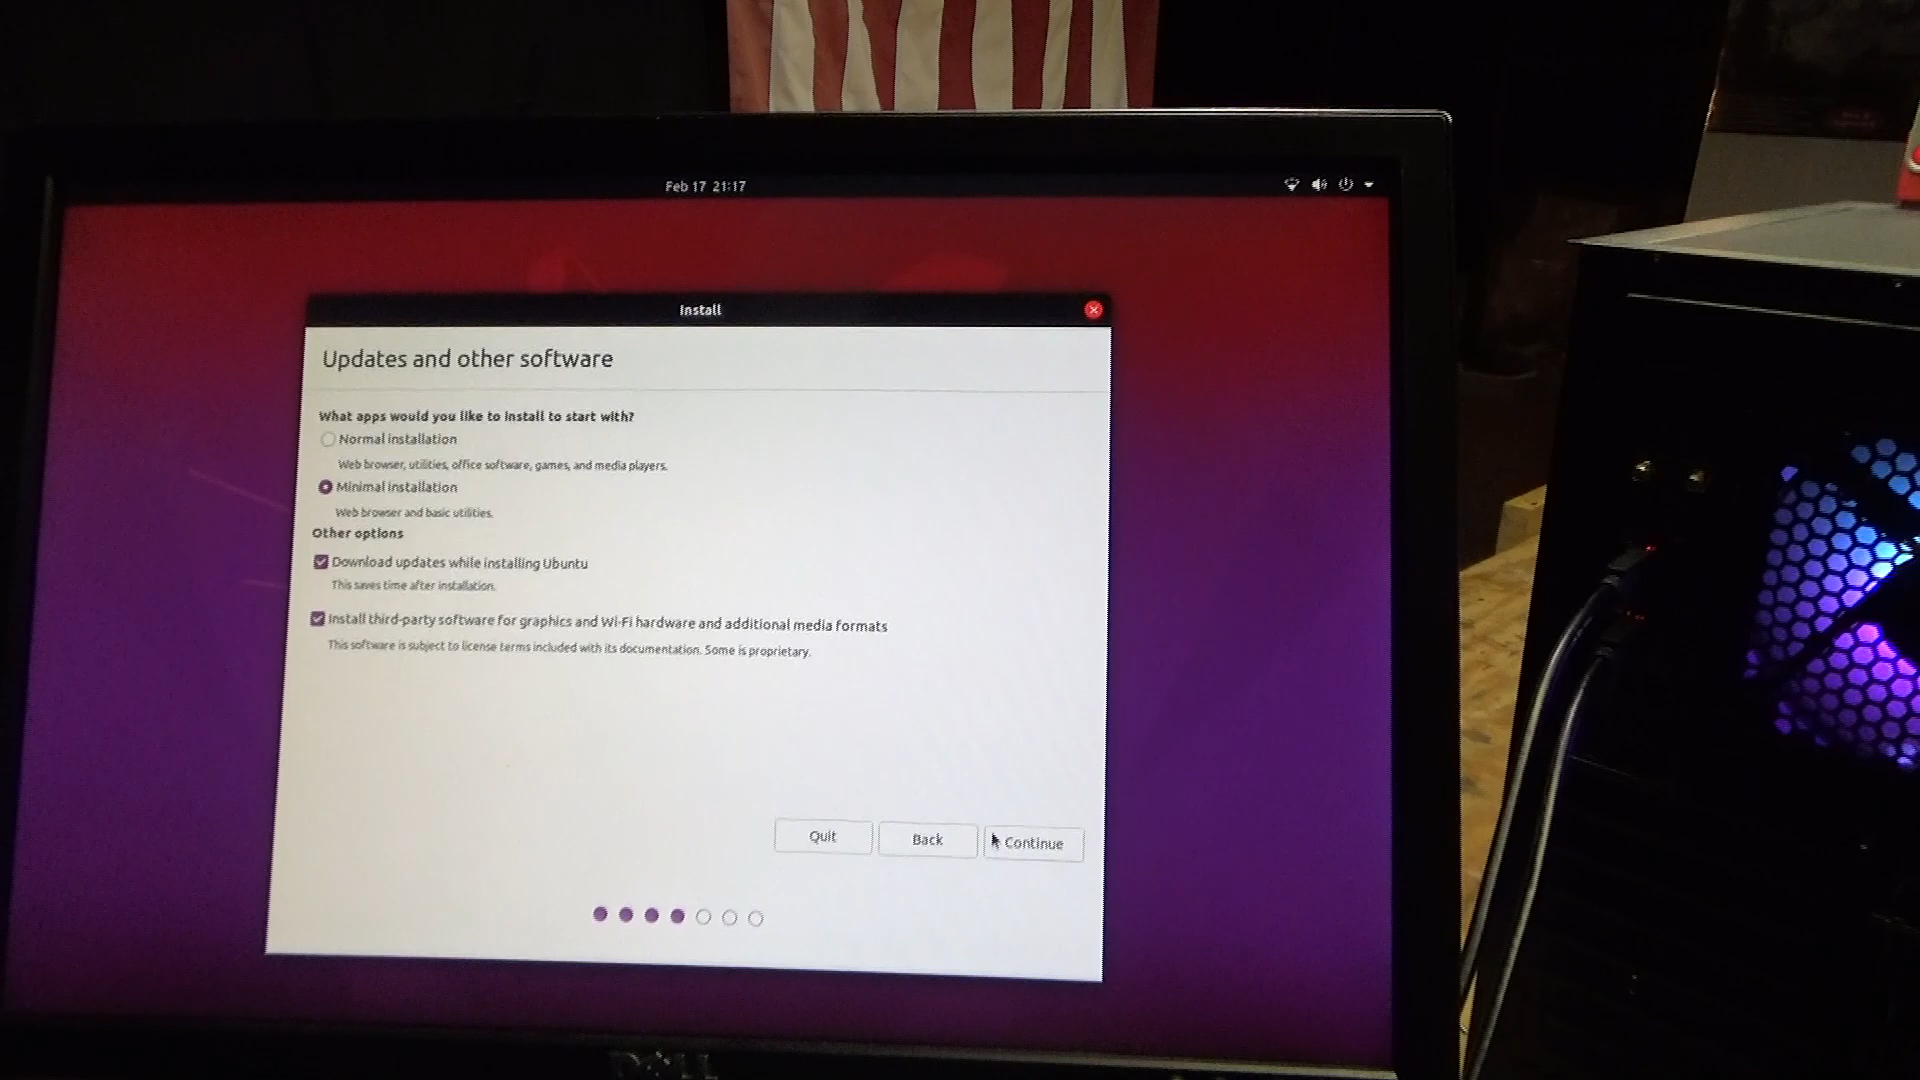 Feb 17 21:17
Install
Updates and other software
What apps would you like to install to start with?
Normal installation
Web browser, utilities, office software, games, and media players.
Minimal installation
Web browser and basic utilities.
Other options
Download updates while installing Ubuntu
This saves time after installation.
Install third-party software for graphics and Wi-Fi hardware and additional media formats
This software is subject to license terms included with its documentation. Some is proprietary.
Quit
Back
Continue
DELL